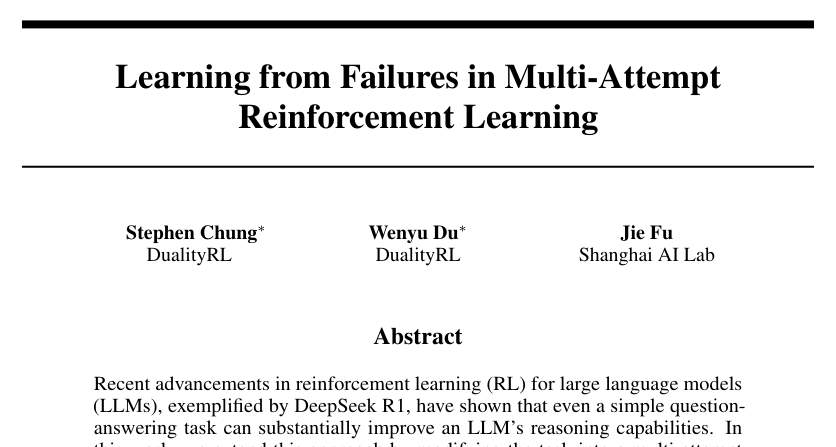 Learning from Failures in Multi-Attempt
Reinforcement Learning
Stephen Chung* Wenyu Du* Jie Fu
DualityRL DualityRL Shanghai AI Lab
Abstract
Recent advancements in reinforcement learning (RL) for large language models
(LLMs), exemplified by DeepSeek R1, have shown that even a simple question-
answering task can substantially improve an LLM's reasoning capabilities. In